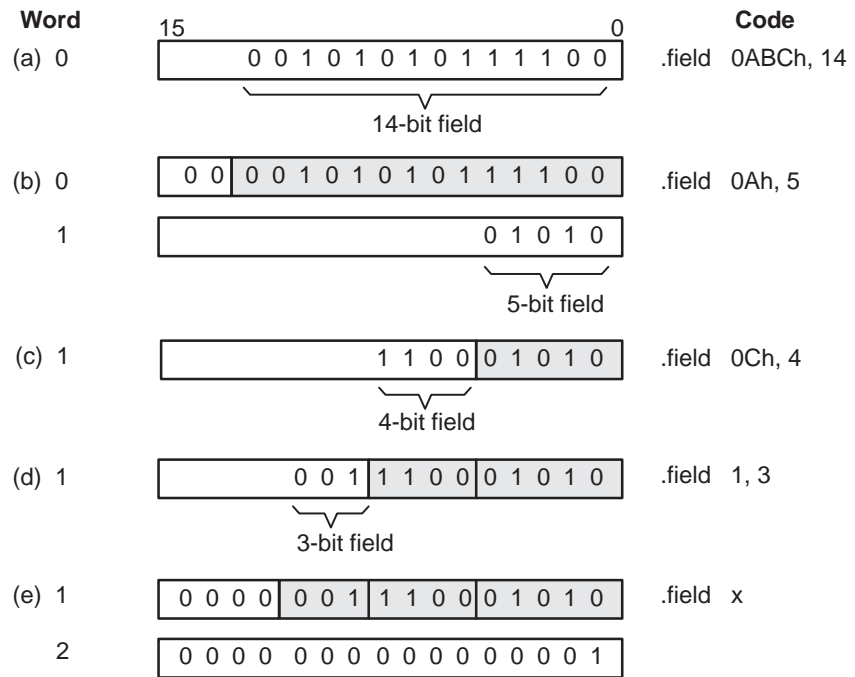 Word Code
15 0
(a) 0 0 0 1 0 1 0 1 0 1 1 1 1 0 0 .field 0ABCh, 14
14-bit field
(b) 0 0 0 0 0 1 0 1 0 1 0 1 1 1 1 0 0 .field 0Ah, 5
1 0 1 0 1 0
5-bit field
(c) 1 1 1 0 0 0 1 0 1 0 .field 0Ch, 4
4-bit field
(d) 1 0 0 1 1 1 0 0 0 1 0 1 0 .field 1, 3
3-bit field
(e) 1 0 0 0 0 0 0 1 1 1 0 0 0 1 0 1 0 .field x
2 0 0 0 0 0 0 0 0 0 0 0 0 0 0 0 1